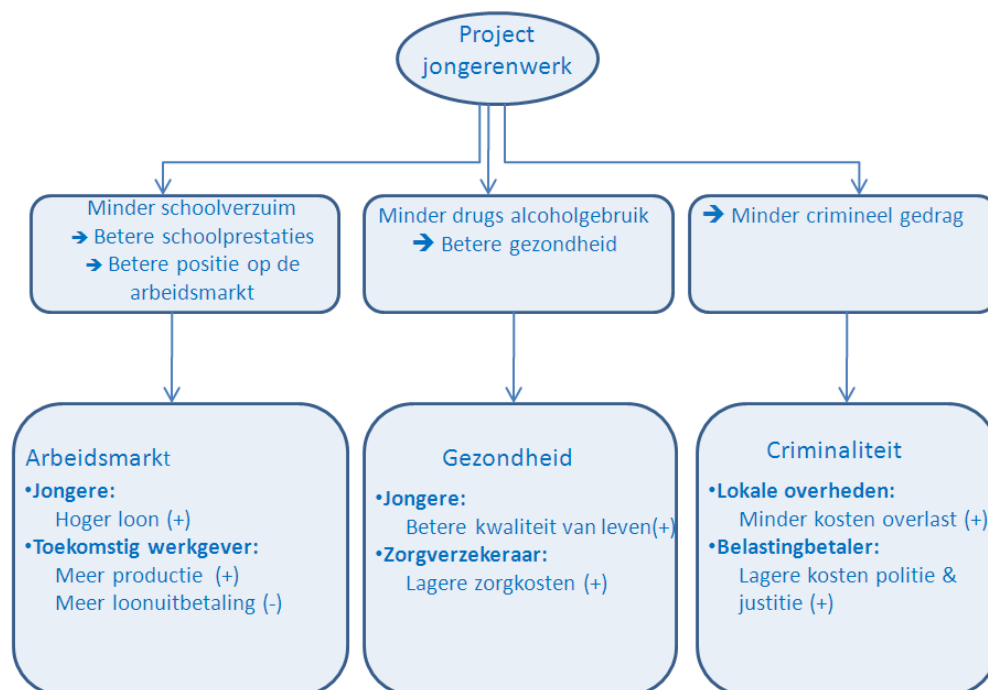 Project
jongerenwerk
Minder schoolverzuim
➔ Betere schoolprestaties
➔ Betere positie op de
arbeidsmarkt
Minder drugs alcoholgebruik
➔ Betere gezondheid
➔ Minder crimineel gedrag
Arbeidsmarkt
•Jongere:
Hoger loon (+)
•Toekomstig werkgever:
Meer productie (+)
Meer loonuitbetaling (-)
Gezondheid
•Jongere:
Betere kwaliteit van leven(+)
•Zorgverzekeraar:
Lagere zorgkosten (+)
Criminaliteit
•Lokale overheden:
Minder kosten overlast (+)
•Belastingbetaler:
Lagere kosten politie &
justitie (+)